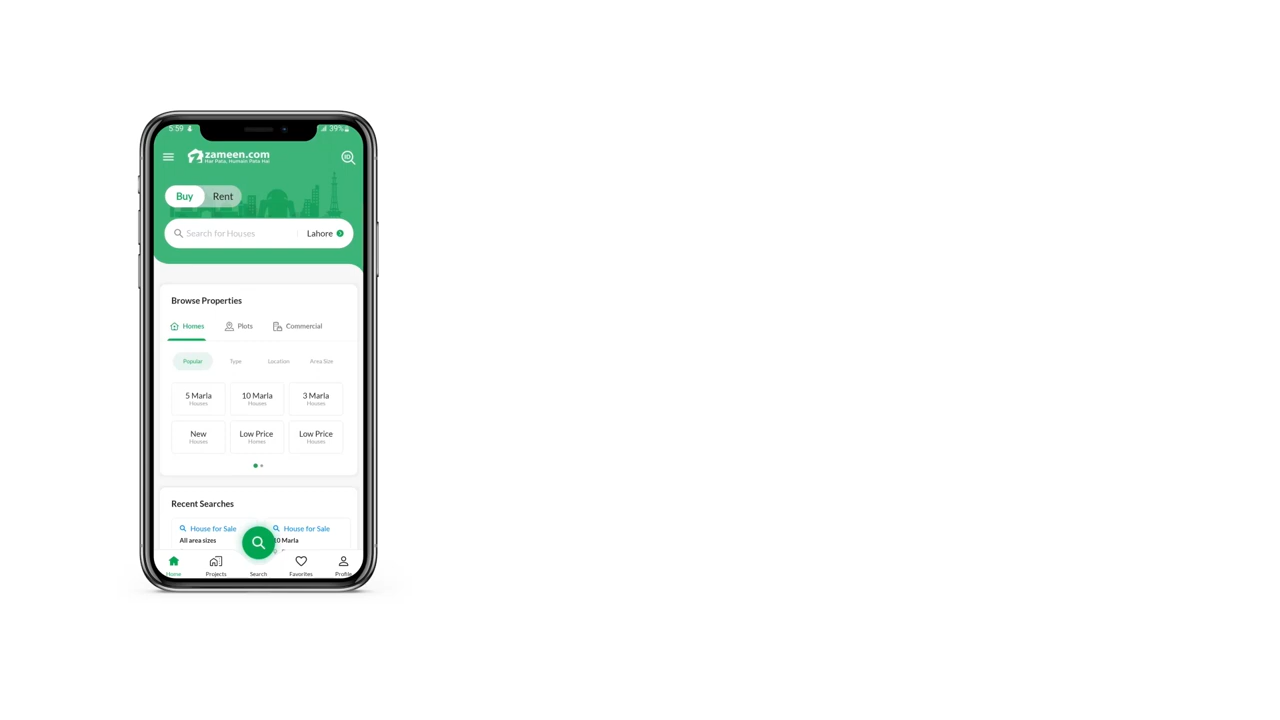 5:59
39%
zameen.com
Har Pata, Humein Pata Hai
ID
Buy
Rent
Search for Houses
Lahore
Browse Properties
Homes
Plots
Commercial
Popular
Type
Location
Area Size
5 Marla
Houses
10 Marla
Houses
3 Marla
Houses
New
Houses
Low Price
Homes
Low Price
Houses
Recent Searches
House for Sale
All area sizes
House for Sale
Marla
Home
Projects
Search
Favorites
Profile